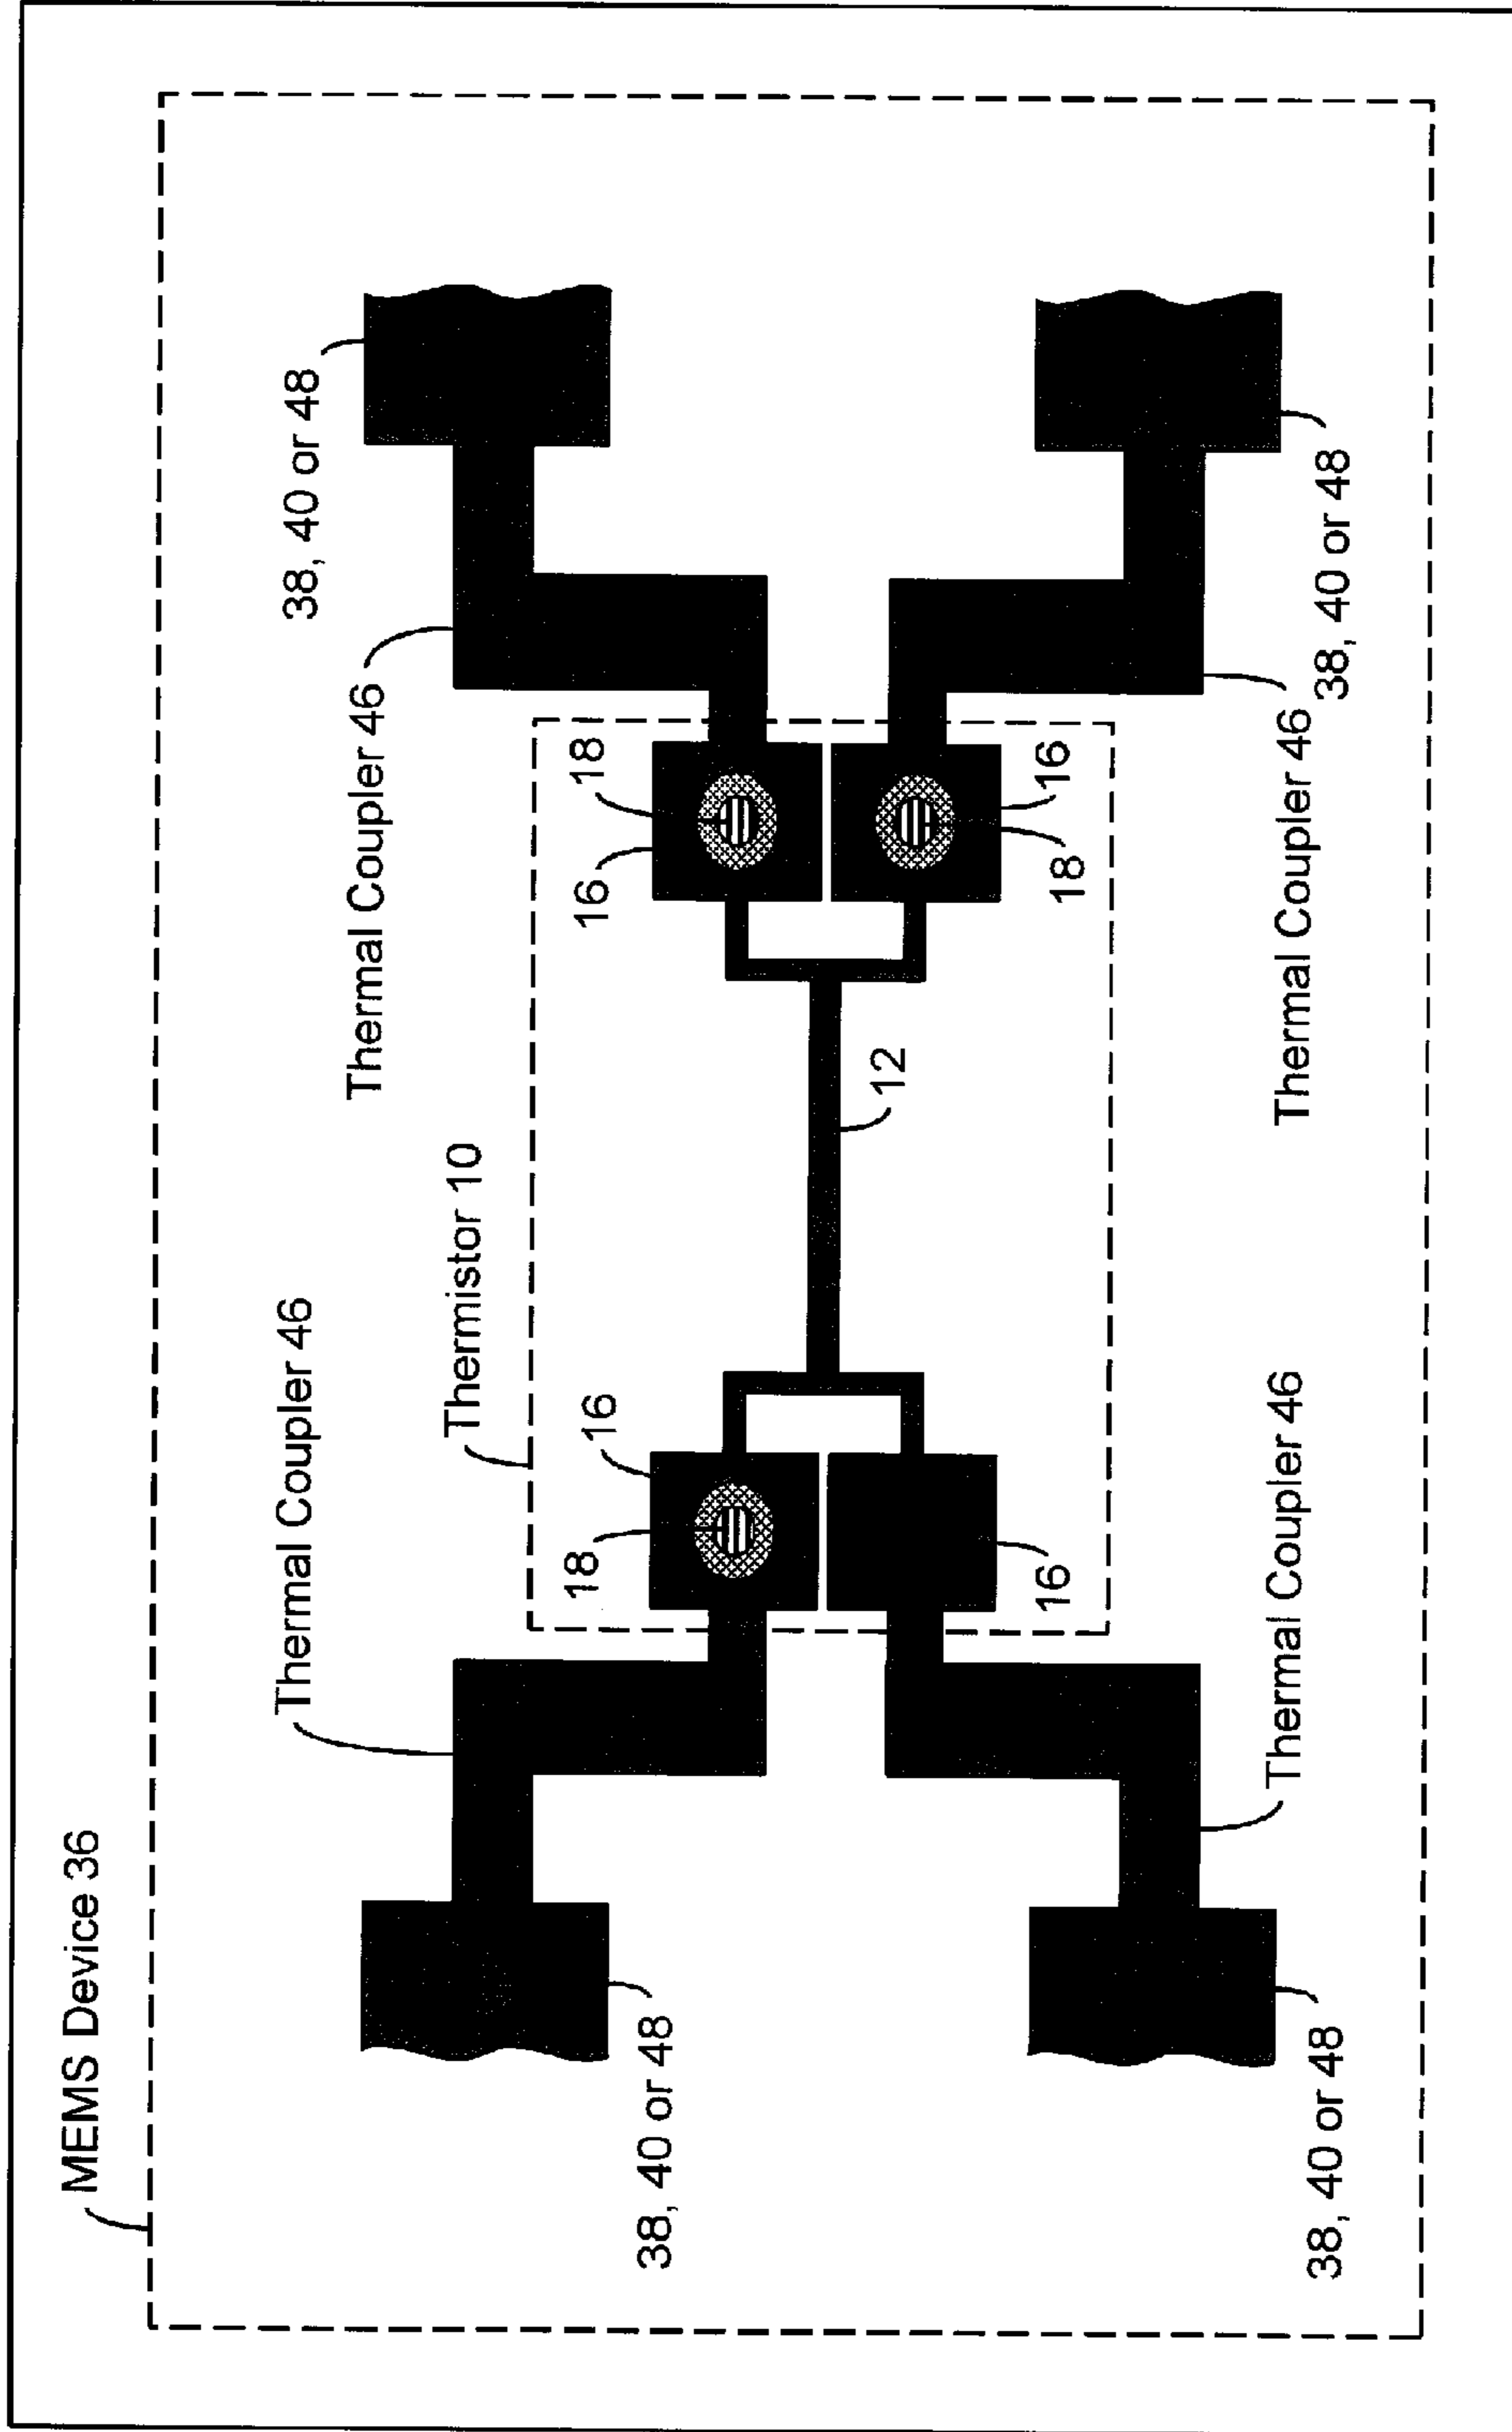 MEMS Device 36
38, 40 or 48
Thermal Coupler 46
Thermistor 10
Thermal Coupler 46
38, 40 or 48
18
16
16
18
12
16
16
18
16
18
38, 40 or 48
Thermal Coupler 46
Thermal Coupler 46
38, 40 or 48